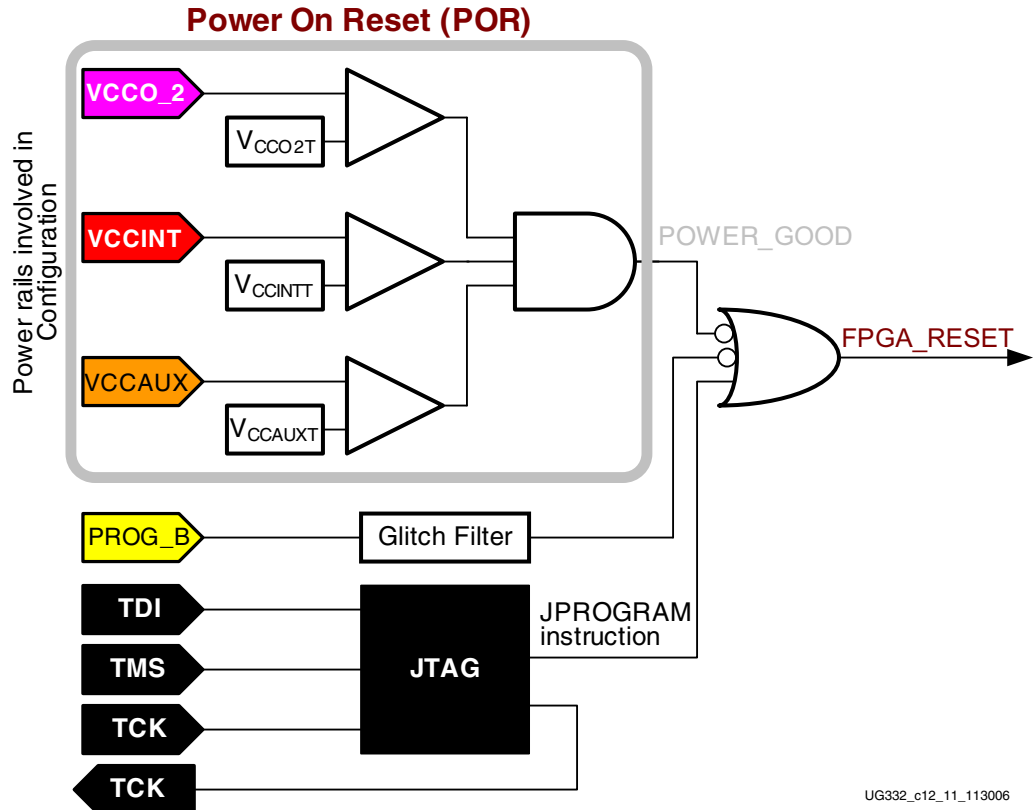 Power On Reset (POR)
Power rails involved in
Configuration
VCCO_2
VCCO2T
VCCINT
VCCINTT
POWER_GOOD
FPGA_RESET
VCCAUX
VCCAUXT
PROG_B
Glitch Filter
TDI
JPROGRAM
instruction
TMS
JTAG
TCK
TCK
UG332_c12_11_113006